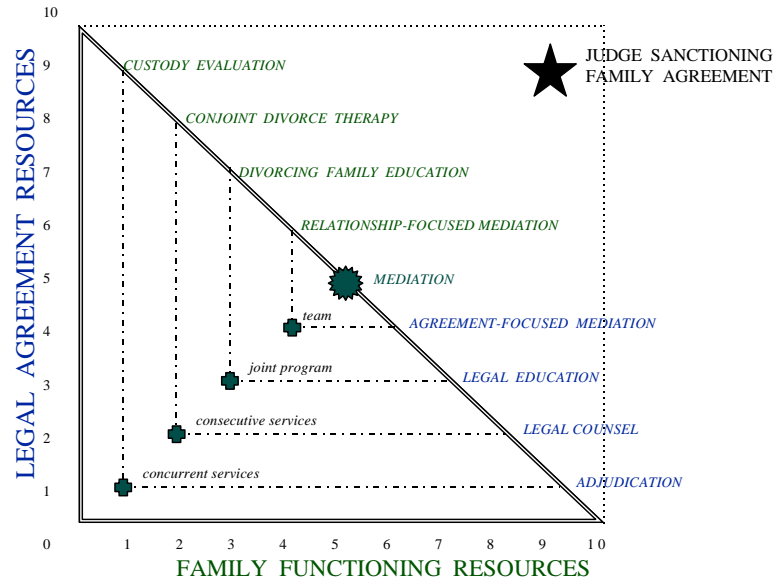 10
JUDGE SANCTIONING
FAMILY AGREEMENT
9
CUSTODY EVALUATION
8
CONJOINT DIVORCE THERAPY
7
DIVORCING FAMILY EDUCATION
6
RELATIONSHIP-FOCUSED MEDIATION
5
MEDIATION
team
4
AGREEMENT-FOCUSED MEDIATION
joint program
3
LEGAL EDUCATION
consecutive services
2
LEGAL COUNSEL
concurrent services
1
ADJUDICATION
LEGAL AGREEMENT RESOURCES
0 1 2 3 4 5 6 7 8 9 1 0
FAMILY FUNCTIONING RESOURCES